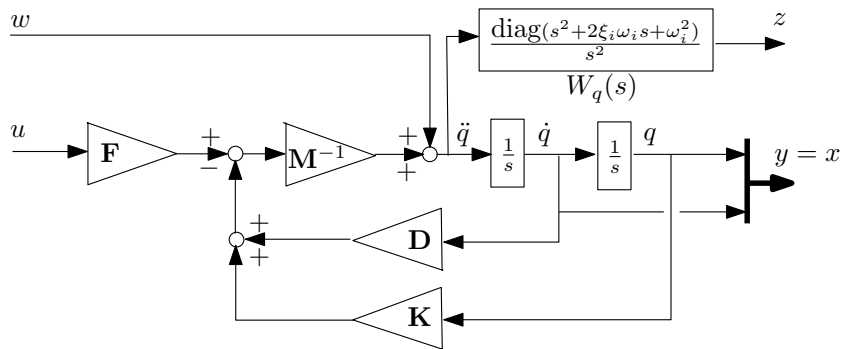 w
diag(s²+2ξᵢωᵢs+ωᵢ²)
s²
z
W_q(s)
u
F
+
−
M⁻¹
+
+
q̈
1
s
q̇
1
s
q
y = x
+
+
D
K